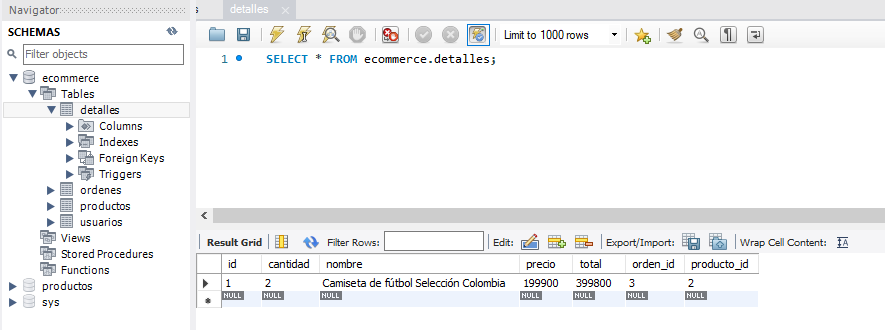 Navigator
SCHEMAS
Filter objects
ecommerce
Tables
detalles
Columns
Indexes
Foreign Keys
Triggers
ordenes
productos
usuarios
Views
Stored Procedures
Functions
productos
sys
detalles
Limit to 1000 rows
1 SELECT * FROM ecommerce.detalles;
Result Grid Filter Rows: Edit: Export/Import: Wrap Cell Content:
id cantidad nombre precio total orden_id producto_id
1 2 Camiseta de fútbol Selección Colombia 199900 399800 3 2
NULL NULL NULL NULL NULL NULL NULL